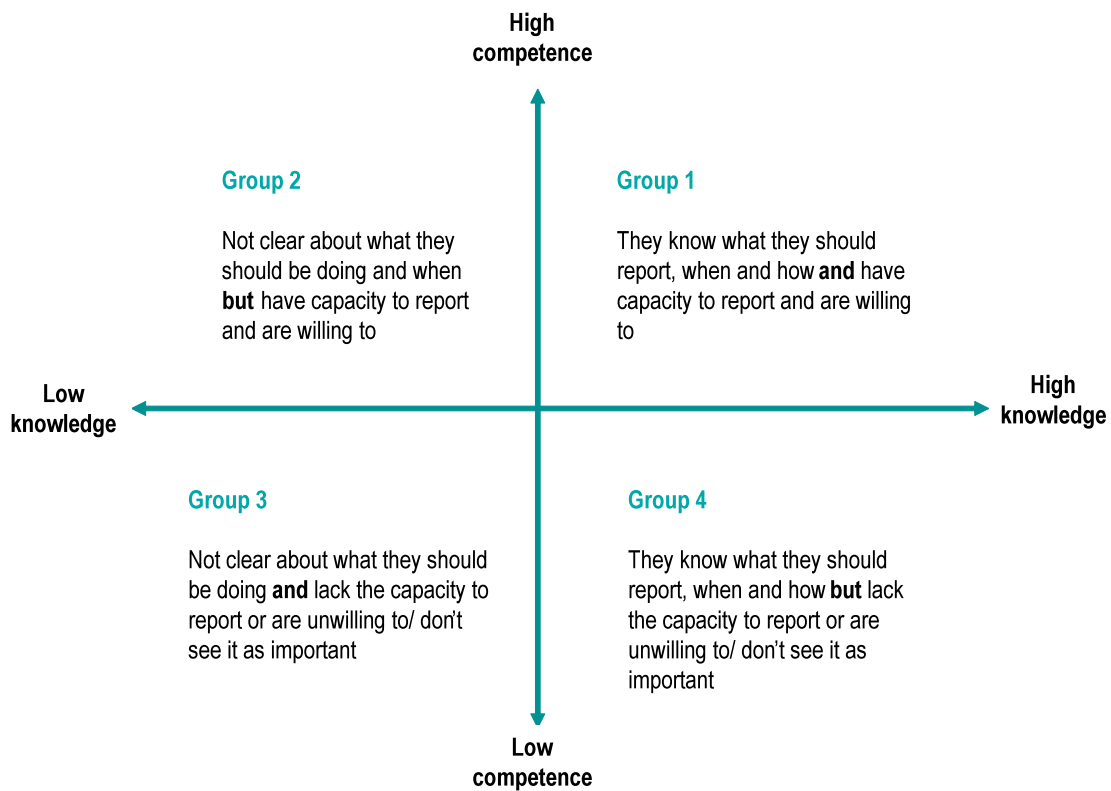 High
competence
Group 2
Not clear about what they
should be doing and when
but have capacity to report
and are willing to
Group 1
They know what they should
report, when and how and have
capacity to report and are willing
to
Low
knowledge
High
knowledge
Group 3
Not clear about what they should
be doing and lack the capacity to
report or are unwilling to/ don't
see it as important
Group 4
They know what they should
report, when and how but lack
the capacity to report or are
unwilling to/ don't see it as
important
Low
competence